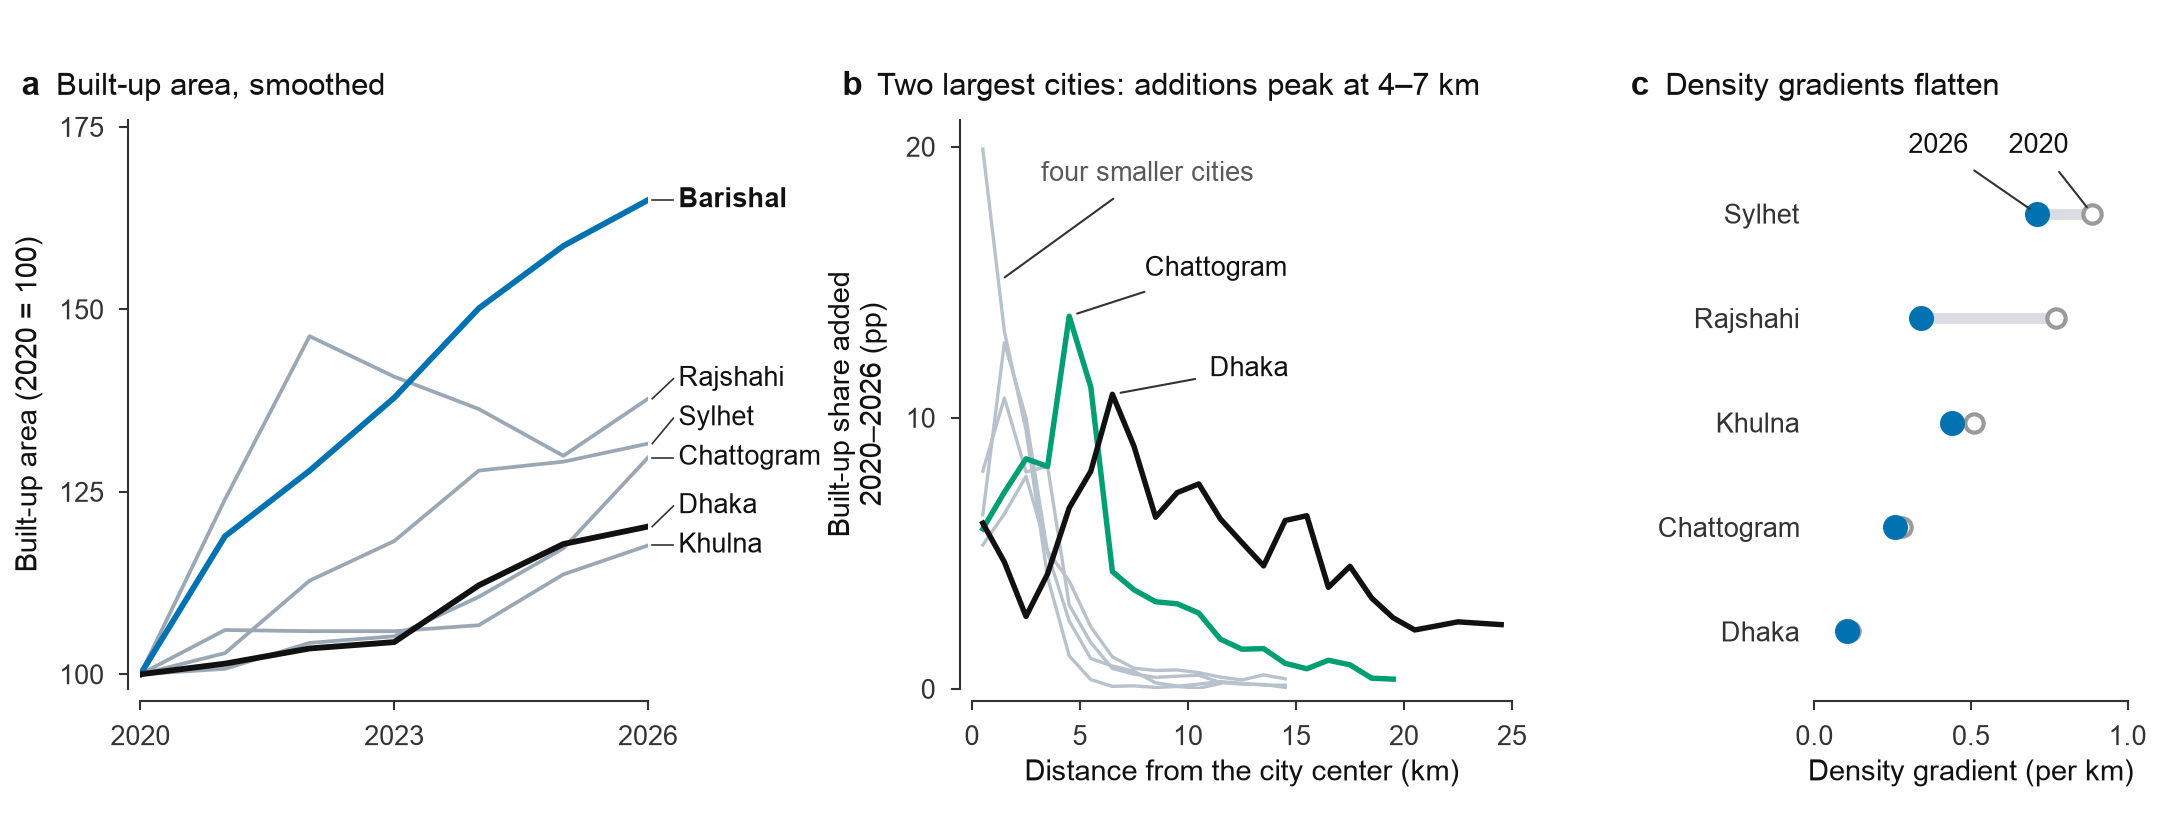 a Built-up area, smoothed
175
150
125
100
Built-up area (2020 = 100)
2020
2023
2026
Barishal
Rajshahi
Sylhet
Chattogram
Dhaka
Khulna
b Two largest cities: additions peak at 4–7 km
20
10
0
Built-up share added
2020–2026 (pp)
four smaller cities
Chattogram
Dhaka
0
5
10
15
20
25
Distance from the city center (km)
c Density gradients flatten
2026
2020
Sylhet
Rajshahi
Khulna
Chattogram
Dhaka
0.0
0.5
1.0
Density gradient (per km)